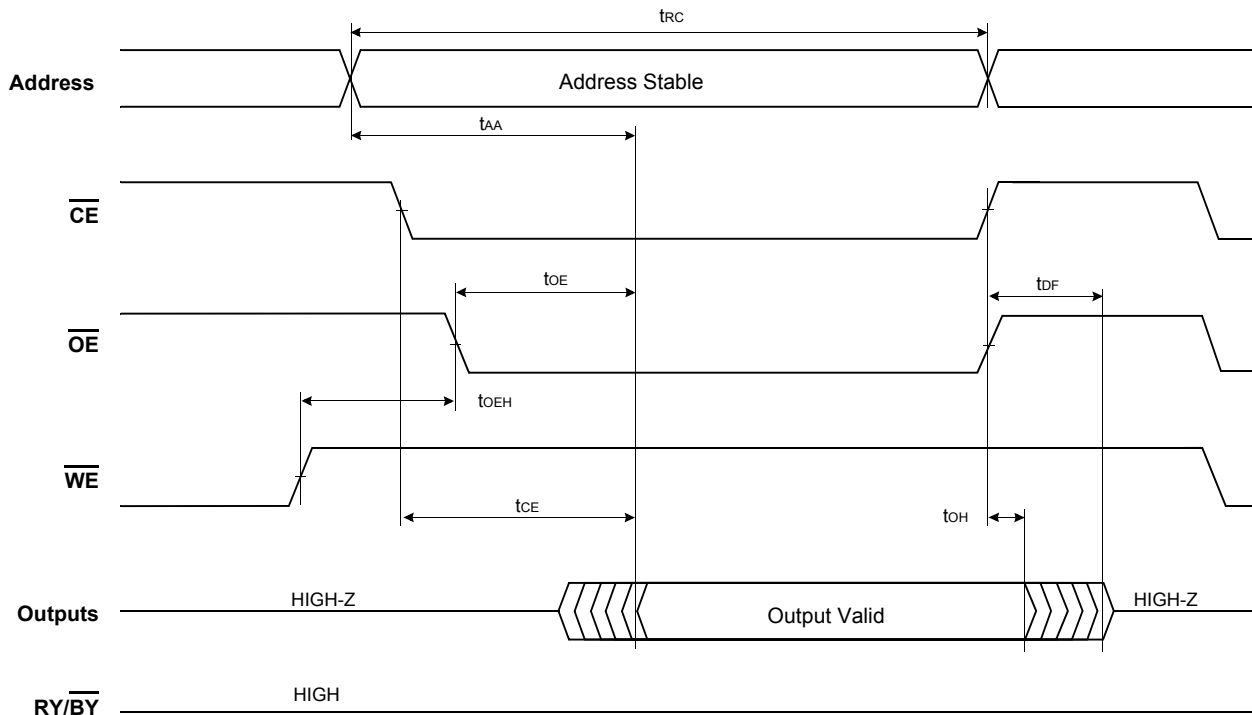 tRC
Address
Address Stable
tAA
CE
tOE
tDF
OE
tOEH
WE
tCE
tOH
Outputs
HIGH-Z
Output Valid
HIGH-Z
HIGH
RY/BY